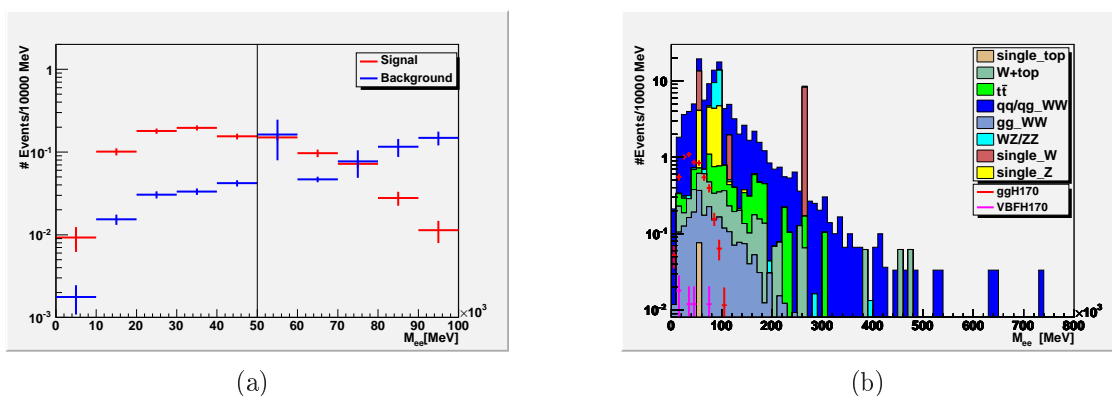 # Events/10000 MeV
1
10⁻¹
10⁻²
10⁻³
Signal
Background
0 10 20 30 40 50 60 70 80 90 100
×10³
M_ee[MeV]
(a)
#Events/10000 MeV
10
1
10⁻¹
10⁻²
single_top
W+top
tt̄
qq/qg_WW
gg_WW
WZ/ZZ
single_W
single_Z
ggH170
VBFH170
0 100 200 300 400 500 600 700 800
×10³
M_ee [MeV]
(b)